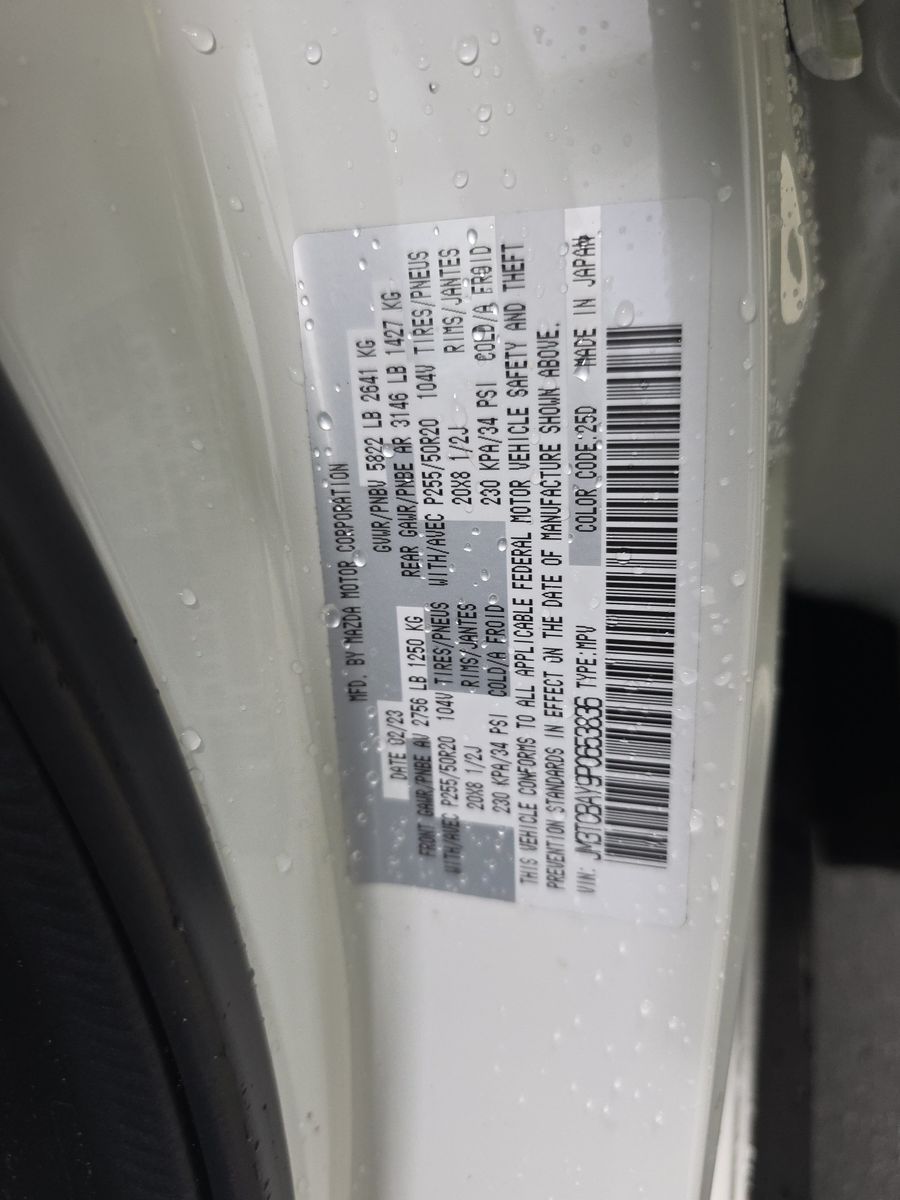 MFD. BY MAZDA MOTOR CORPORATION
DATE 02/23 GVWR/PNBV 5822 LB 2641 KG
FRONT GAWR/PNBE AV 2756 LB 1250 KG REAR GAWR/PNBE AR 3146 LB 1427 KG
WITH/AVEC P255/50R20 104V TIRES/PNEUS WITH/AVEC P255/50R20 104V TIRES/PNEUS
20X8 1/2J RIMS/JANTES 20X8 1/2J RIMS/JANTES
230 KPA/34 PSI COLD/A FROID 230 KPA/34 PSI COLD/A FROID
THIS VEHICLE CONFORMS TO ALL APPLICABLE FEDERAL MOTOR VEHICLE SAFETY AND THEFT
PREVENTION STANDARDS IN EFFECT ON THE DATE OF MANUFACTURE SHOWN ABOVE.
VIN: JM3TCBAY9P0653836 TYPE:MPV COLOR CODE:25D MADE IN JAPAN